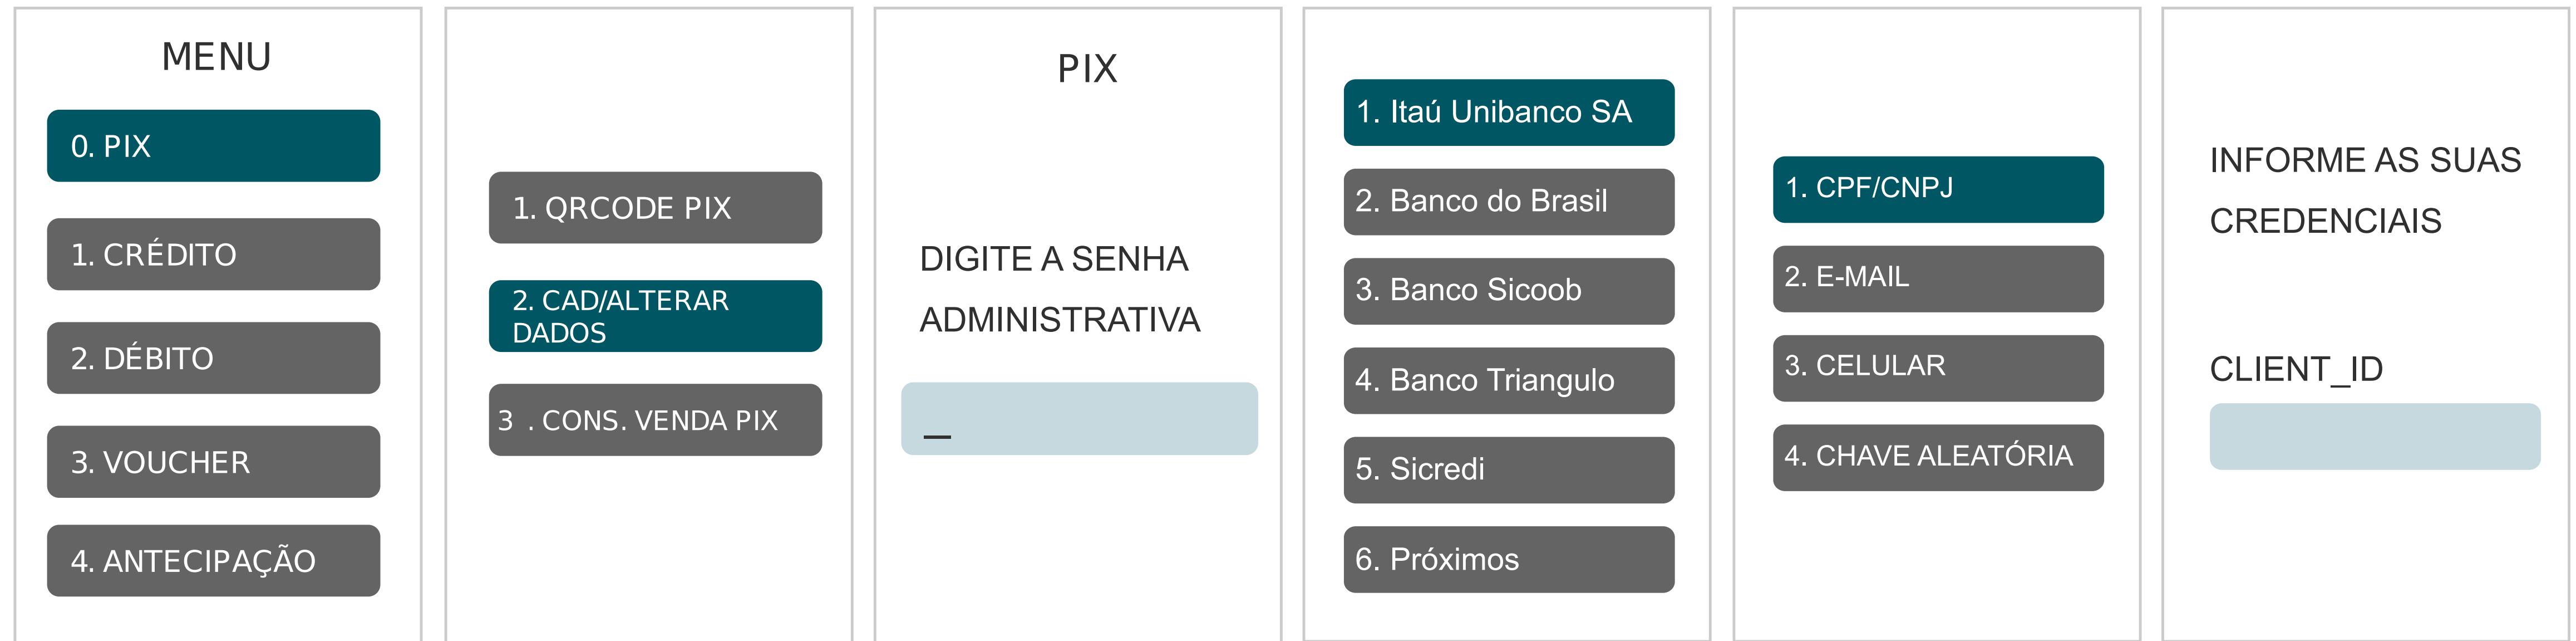 MENU
0. PIX
1. CRÉDITO
2. DÉBITO
3. VOUCHER
4. ANTECIPAÇÃO
1. QRCODE PIX
2. CAD/ALTERAR
DADOS
3 . CONS. VENDA PIX
PIX
DIGITE A SENHA
ADMINISTRATIVA
_
1. Itaú Unibanco SA
2. Banco do Brasil
3. Banco Sicoob
4. Banco Triangulo
5. Sicredi
6. Próximos
1. CPF/CNPJ
2. E-MAIL
3. CELULAR
4. CHAVE ALEATÓRIA
INFORME AS SUAS
CREDENCIAIS
CLIENT_ID